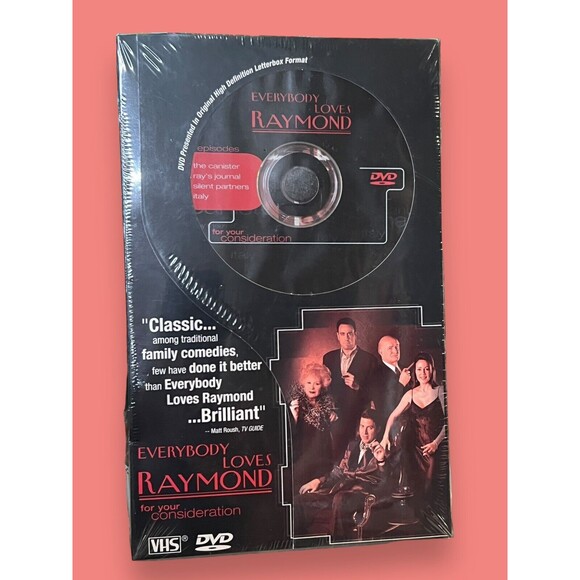 DVD Presented in Original High Definition Letterbox Format
EVERYBODY
LOVES
RAYMOND
episodes
the canister
ray's journal
silent partners
italy
DVD
for your
consideration
"Classic...
among traditional
family comedies,
few have done it better
than Everybody
Loves Raymond
...Brilliant"
-- Matt Roush, TV GUIDE
EVERYBODY
LOVES
RAYMOND
for your
consideration
VHS®
DVD